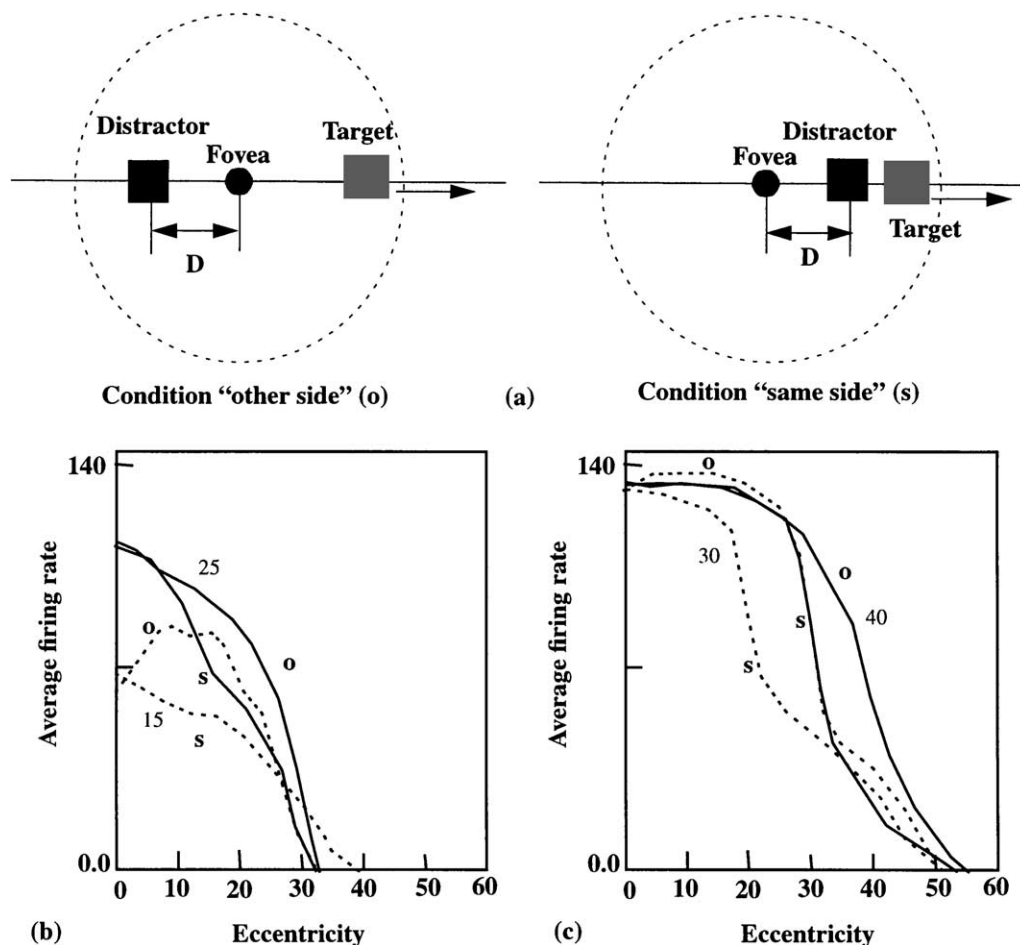 Distractor
Fovea
Target
D
Condition “other side” (o)
(a)
Distractor
Fovea
Target
D
Condition “same side” (s)
140
0.0
Average firing rate
25
o
o
s
15
s
0 10 20 30 40 50 60
(b) Eccentricity
140
0.0
Average firing rate
o
30
o
s
40
s
0 10 20 30 40 50 60
(c) Eccentricity